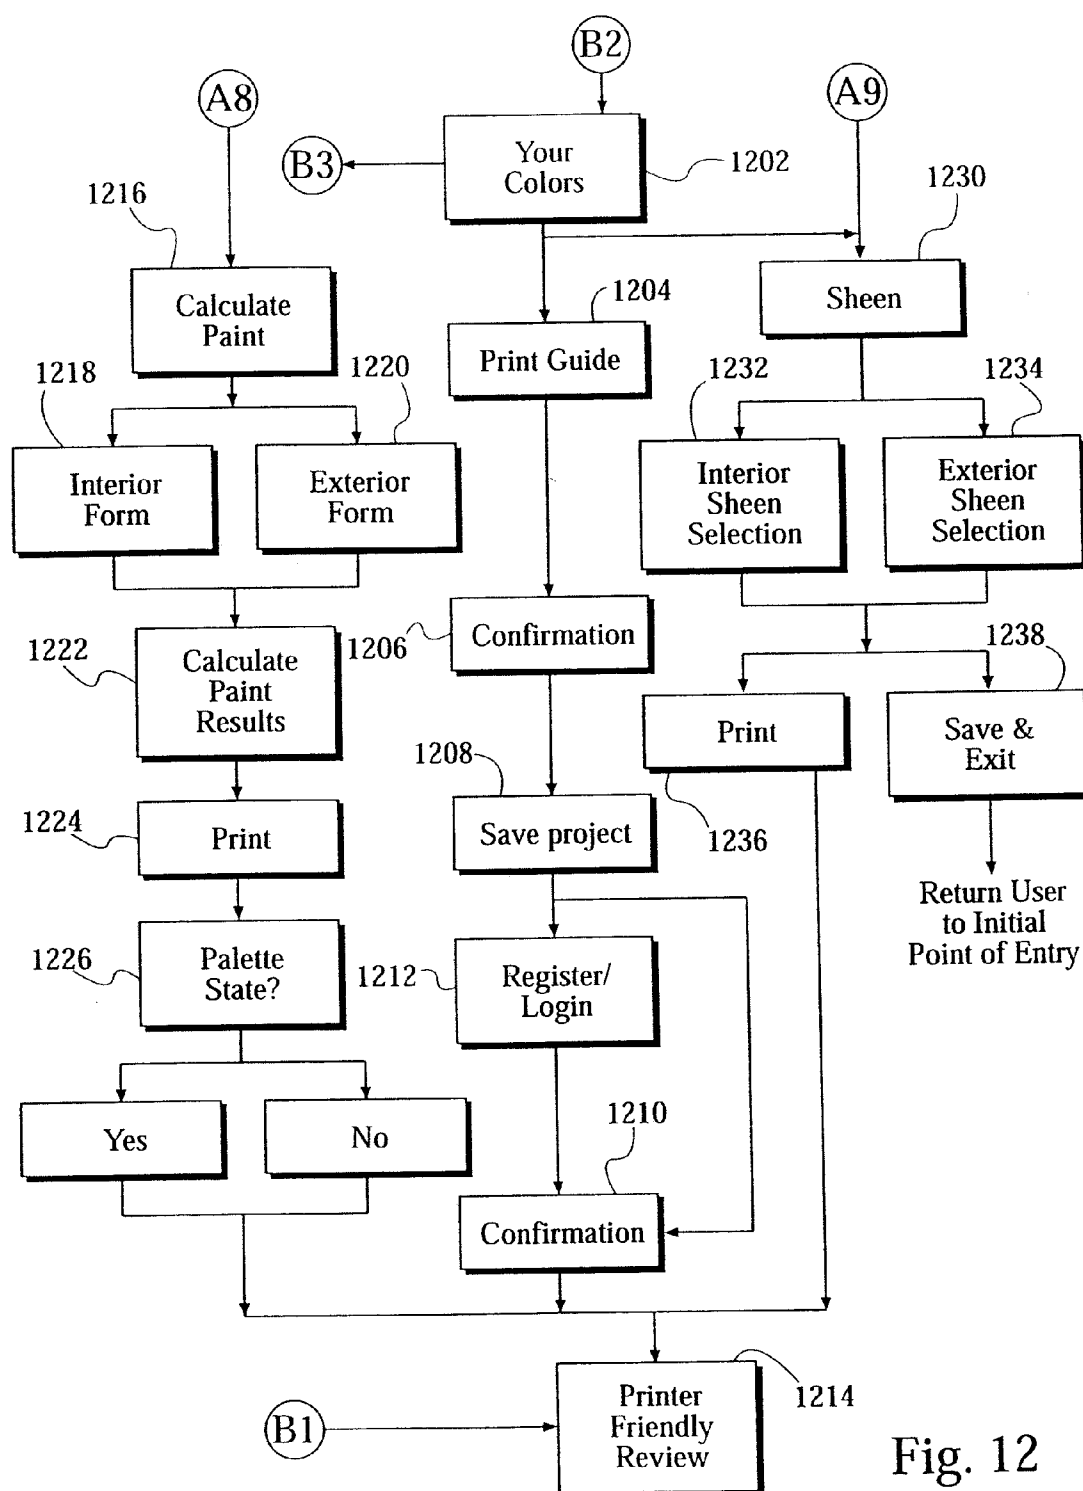 B2
A8
A9
B3
Your
Colors
1202
1216
1230
Calculate
Paint
1204
Sheen
Print Guide
1218
1220
1232
1234
Interior
Form
Exterior
Form
Interior
Sheen
Selection
Exterior
Sheen
Selection
1222
Calculate
Paint
Results
1206
Confirmation
1238
Print
Save &
Exit
1208
1224
Print
Save project
1236
Return User
to Initial
Point of Entry
1226
Palette
State?
1212
Register/
Login
Yes
No
1210
Confirmation
1214
Printer
Friendly
Review
B1
Fig. 12